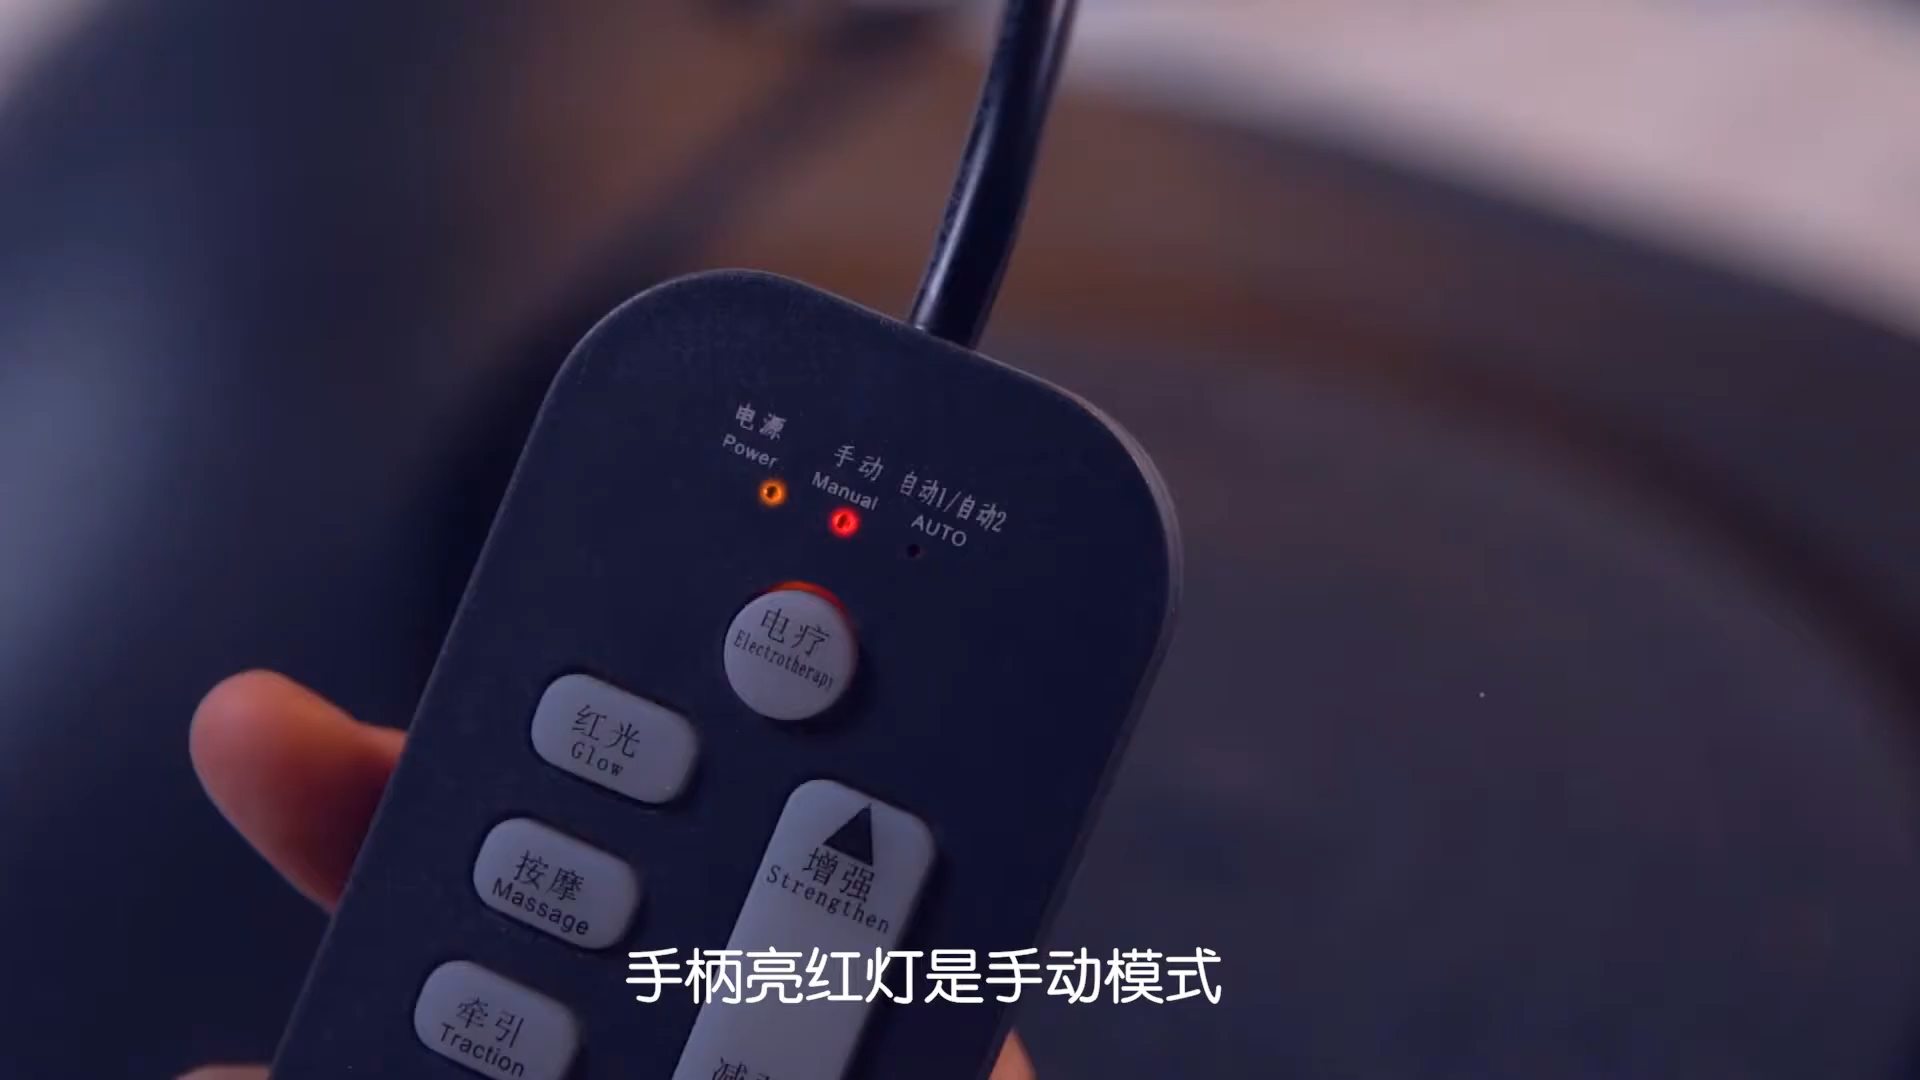 电源
Power
手动
Manual
自动1/自动2
AUTO
电疗
Electrotherapy
红光
Glow
增强
Strengthen
按摩
Massage
牵引
Traction
手柄亮红灯是手动模式